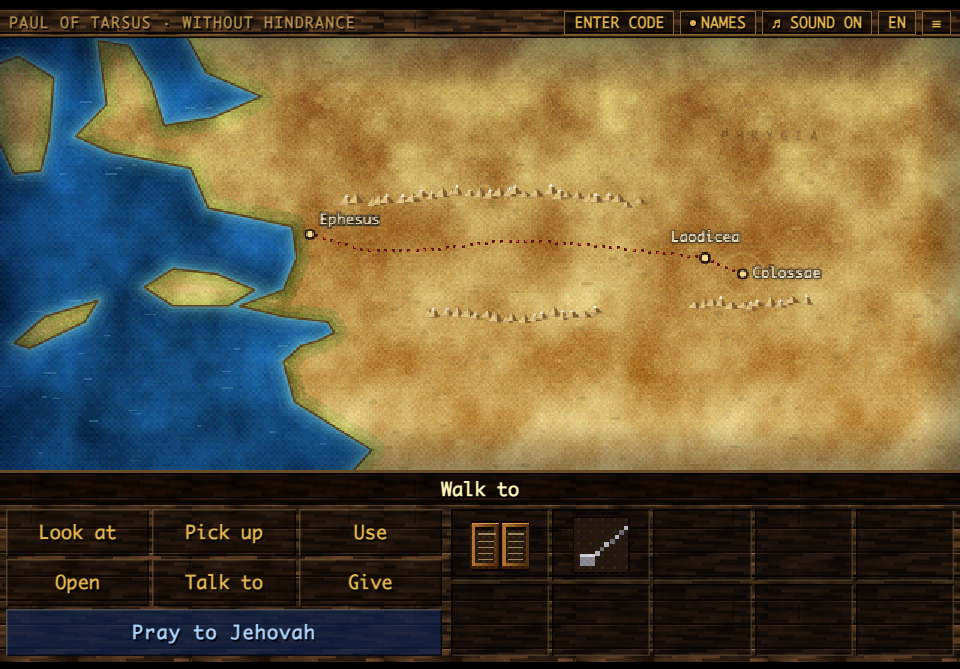 PAUL OF TARSUS · WITHOUT HINDRANCE
ENTER CODE
• NAMES
♬ SOUND ON
EN
≡
PHRYGIA
Ephesus
Laodicea
Colossae
Walk to
Look at
Pick up
Use
Open
Talk to
Give
Pray to Jehovah